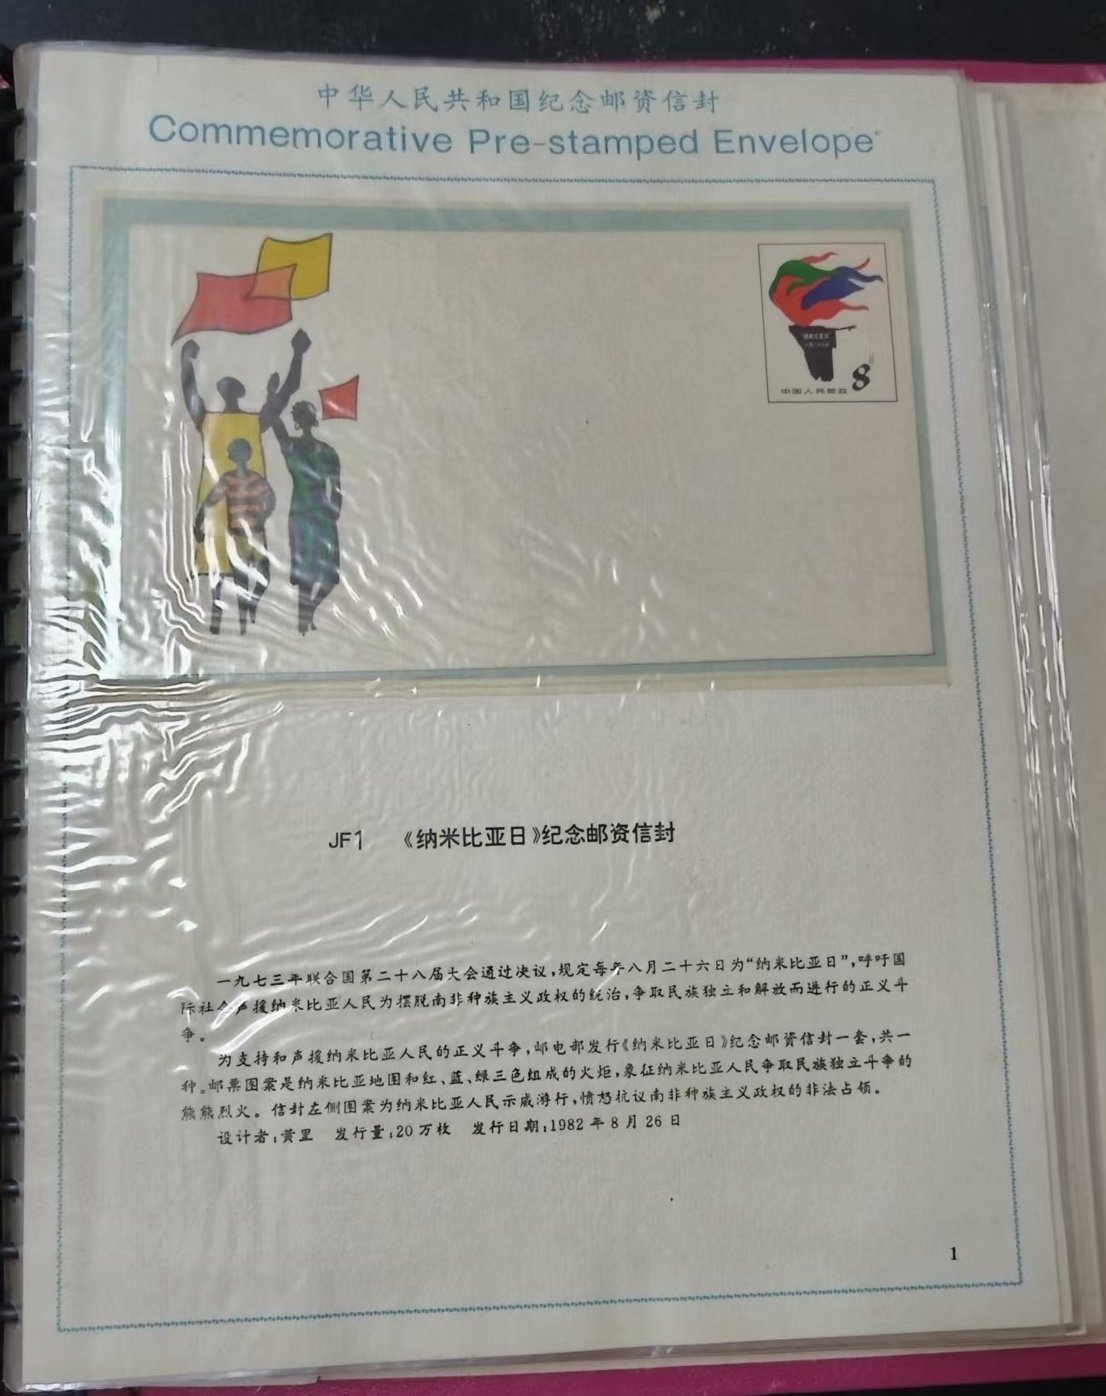 中华人民共和国纪念邮资信封
Commemorative Pre-stamped Envelope
"纳米比亚日"
中国人民邮政
8
JF1 《纳米比亚日》纪念邮资信封
一九七三年联合国第二十八届大会通过决议,规定每年八月二十六日为“纳米比亚日”,呼吁国
际社会声援纳米比亚人民为摆脱南非种族主义政权的统治,争取民族独立和解放而进行的正义斗
争。
为支持和声援纳米比亚人民的正义斗争,邮电部发行《纳米比亚日》纪念邮资信封一套,共一
种。邮票图案是纳米比亚地图和红、蓝、绿三色组成的火炬,象征纳米比亚人民争取民族独立斗争的
熊熊烈火。信封左侧图案为纳米比亚人民示威游行,愤怒抗议南非种族主义政权的非法占领。
设计者:黄里 发行量:20万枚 发行日期:1982年8月26日
1